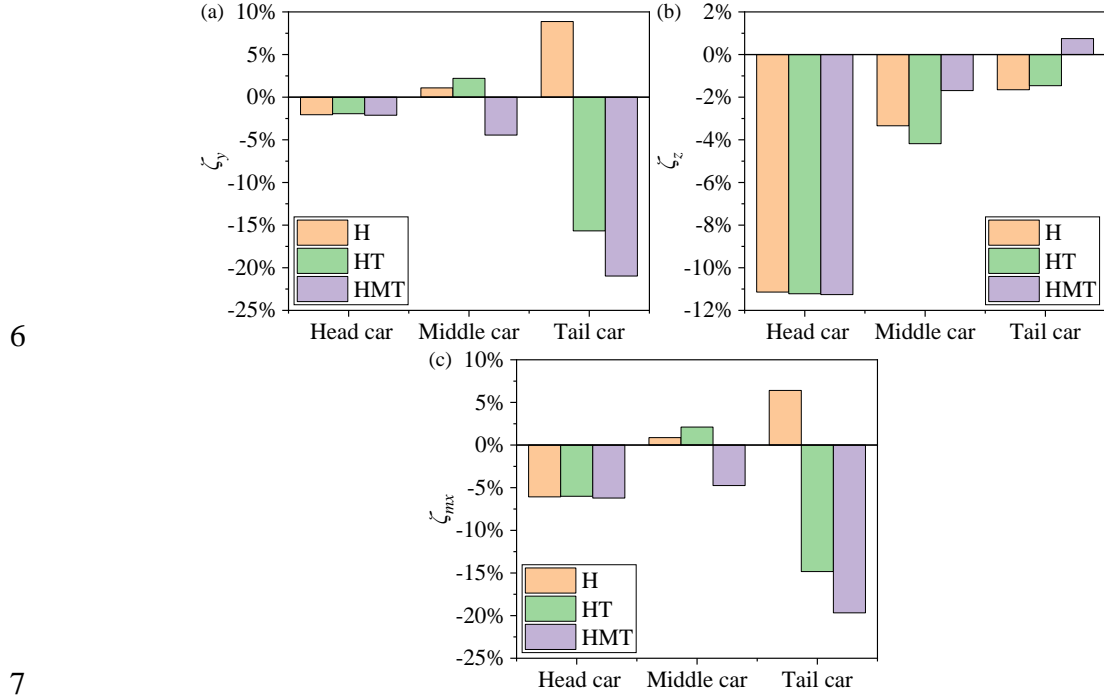 (a)
10%
5%
0%
-5%
-10%
-15%
-20%
-25%
ζy
H
HT
HMT
Head car Middle car Tail car
(b)
2%
0%
-2%
-4%
-6%
-8%
-10%
-12%
ζz
H
HT
HMT
Head car Middle car Tail car
6
(c)
10%
5%
0%
-5%
-10%
-15%
-20%
-25%
ζmx
H
HT
HMT
Head car Middle car Tail car
7